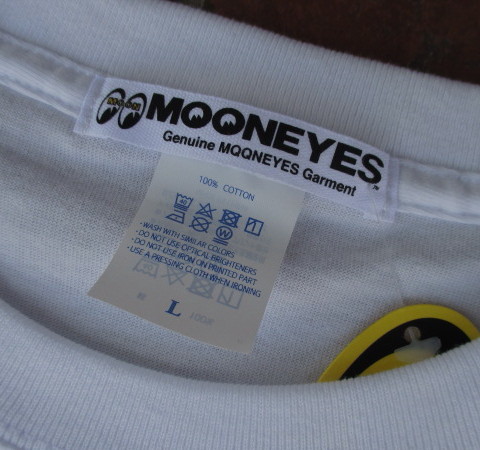 MOON
MOONEYES
Genuine MOONEYES Garment
100% COTTON
40
W
· WASH WITH SIMILAR COLORS
· DO NOT USE OPTICAL BRIGHTENERS
· DO NOT USE IRON ON PRINTED PART
· USE A PRESSING CLOTH WHEN IRONING
L